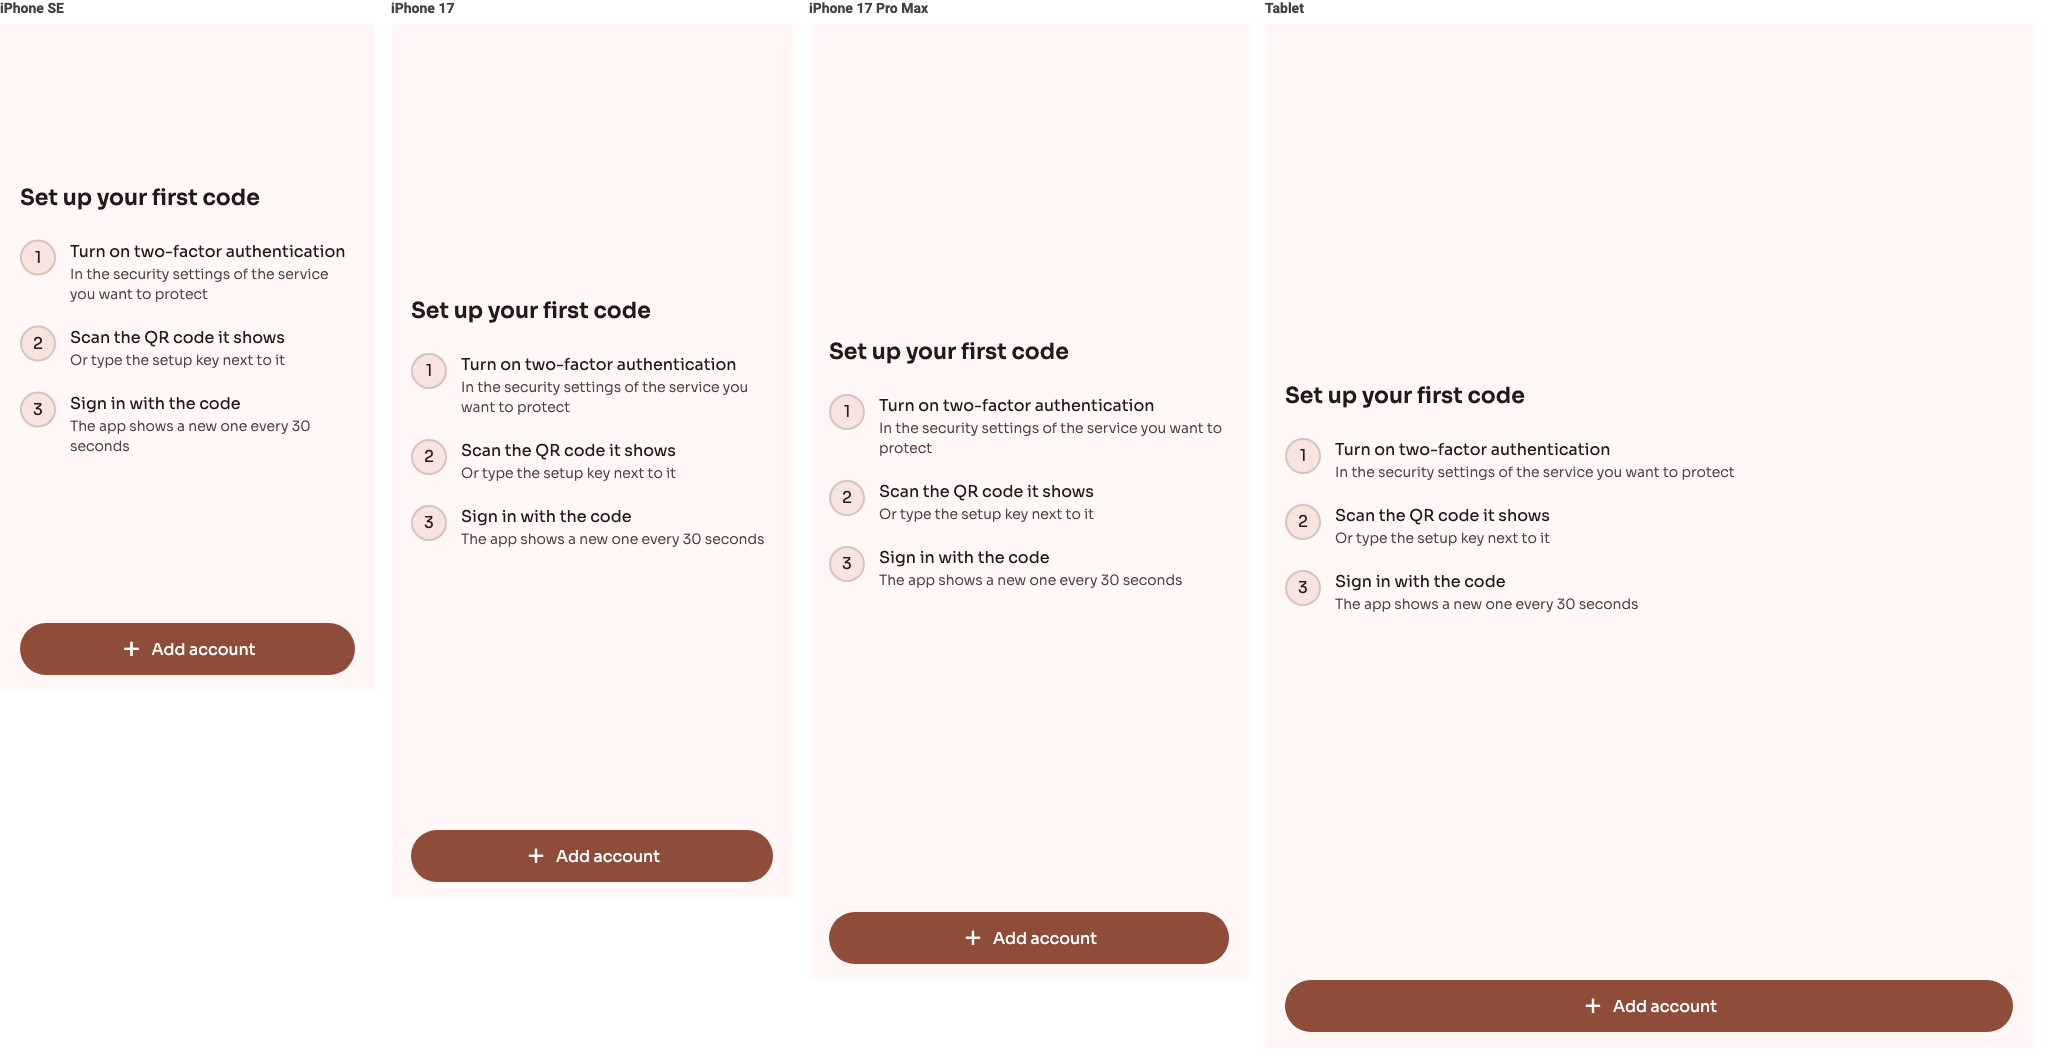 iPhone SE
Set up your first code
1
Turn on two-factor authentication
In the security settings of the service
you want to protect
2
Scan the QR code it shows
Or type the setup key next to it
3
Sign in with the code
The app shows a new one every 30
seconds
+ Add account
iPhone 17
Set up your first code
1
Turn on two-factor authentication
In the security settings of the service you
want to protect
2
Scan the QR code it shows
Or type the setup key next to it
3
Sign in with the code
The app shows a new one every 30 seconds
+ Add account
iPhone 17 Pro Max
Set up your first code
1
Turn on two-factor authentication
In the security settings of the service you want to
protect
2
Scan the QR code it shows
Or type the setup key next to it
3
Sign in with the code
The app shows a new one every 30 seconds
+ Add account
Tablet
Set up your first code
1
Turn on two-factor authentication
In the security settings of the service you want to protect
2
Scan the QR code it shows
Or type the setup key next to it
3
Sign in with the code
The app shows a new one every 30 seconds
+ Add account